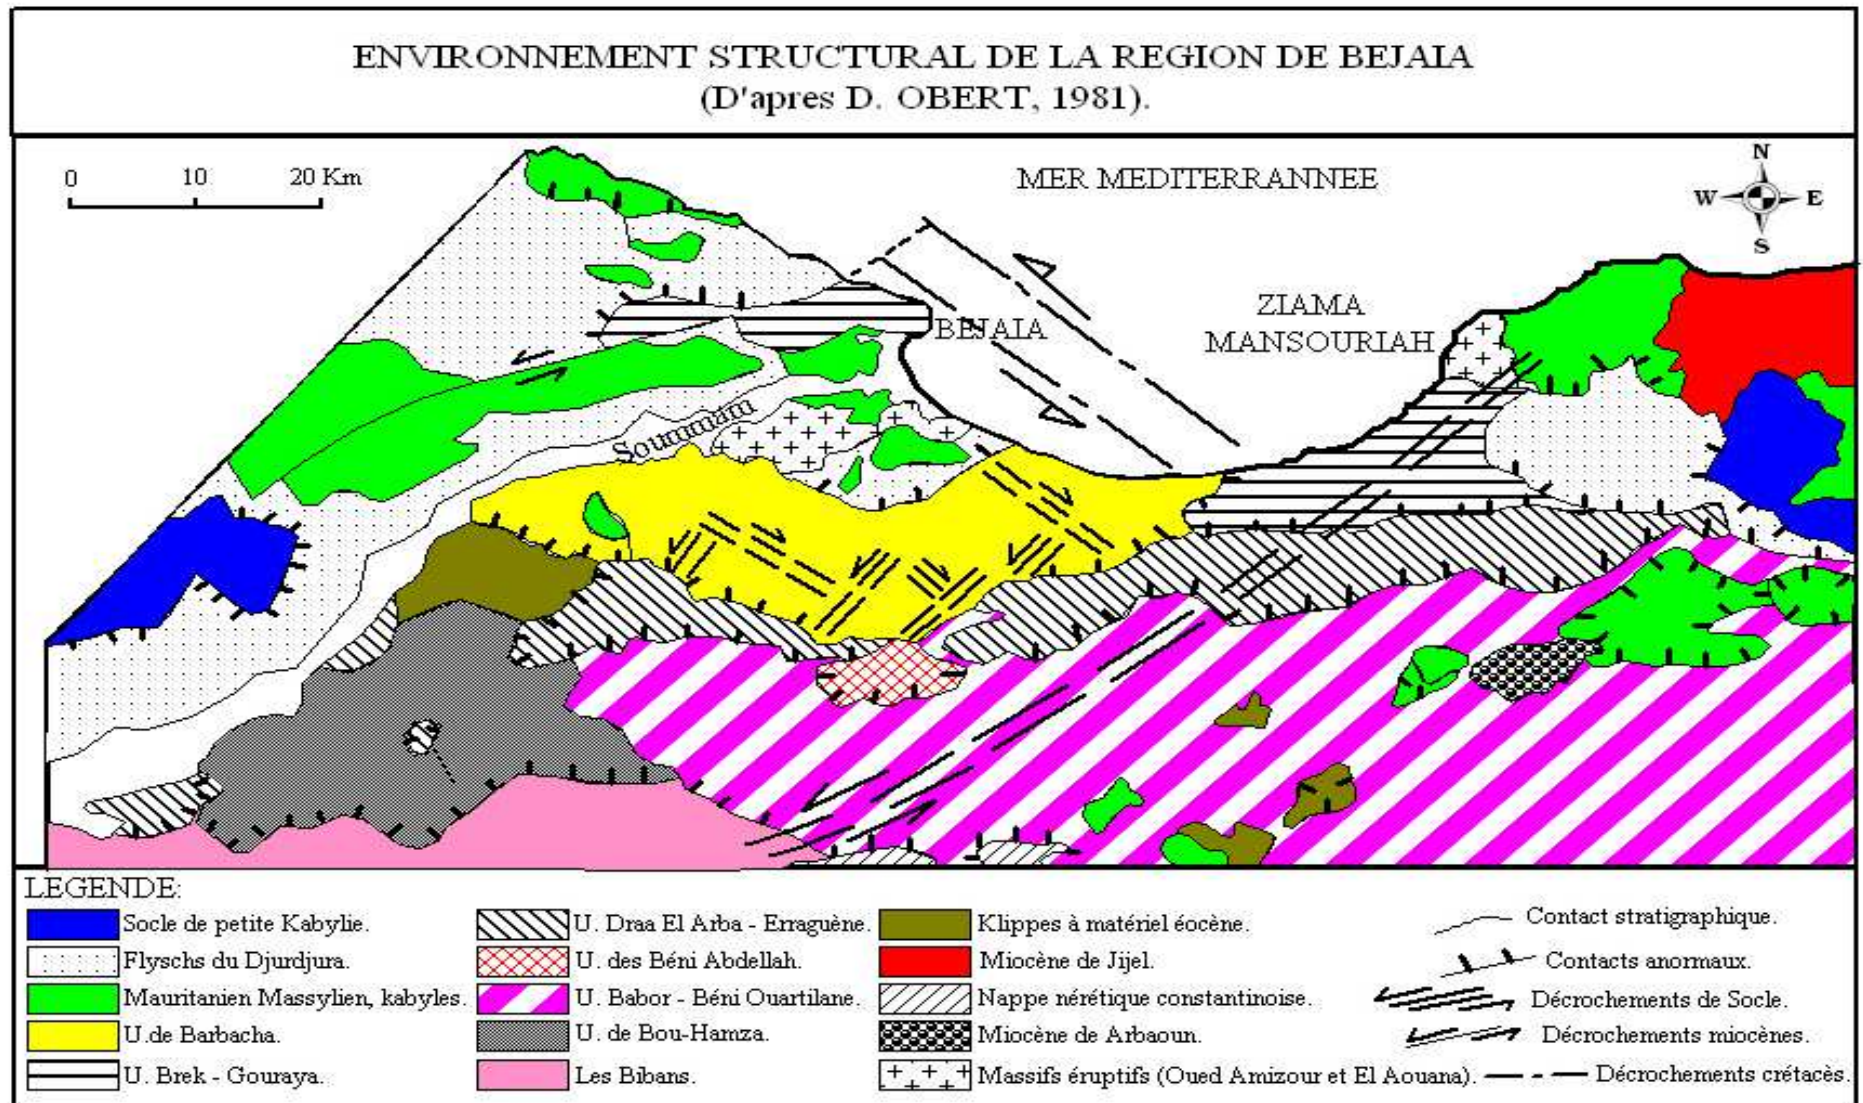 ENVIRONNEMENT STRUCTURAL DE LA REGION DE BEJAIA
(D'apres D. OBERT, 1981).
0 10 20 Km
MER MEDITERRANNEE
N
W E
S
ZIAMA
MANSOURIAH
BEJAIA
Soummam
LEGENDE:
Socle de petite Kabylie.
Flyschs du Djurdjura.
Mauritanien Massylien, kabyles.
U.de Barbacha.
U. Brek - Gouraya.
U. Draa El Arba - Erraguène.
U. des Béni Abdellah.
U. Babor - Béni Ouartilane.
U. de Bou-Hamza.
Les Bibans.
Klippes à matériel éocène.
Miocène de Jijel.
Nappe nérétique constantinoise.
Miocène de Arbaoun.
Massifs éruptifs (Oued Amizour et El Aouana).
Contact stratigraphique.
Contacts anormaux.
Décrochements de Socle.
Décrochements miocènes.
Décrochements crétacès.